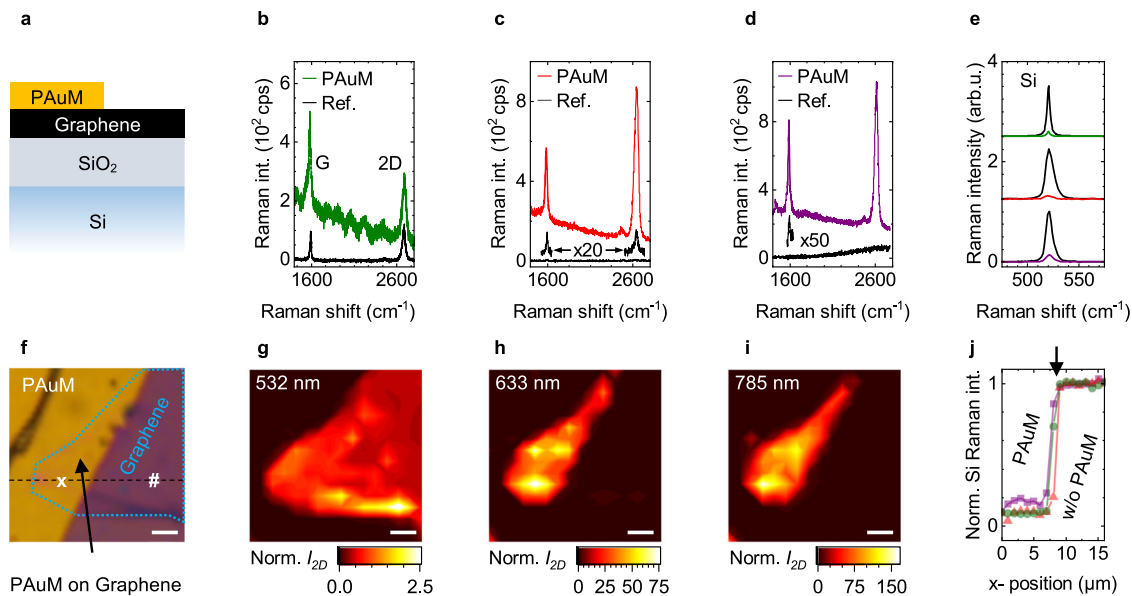 a
PAuM
Graphene
SiO₂
Si
b
Raman int. (10² cps)
6
4
2
0
PAuM
Ref.
G
2D
1600
2600
Raman shift (cm⁻¹)
c
Raman int. (10² cps)
8
4
0
PAuM
Ref.
x20
1600
2600
Raman shift (cm⁻¹)
d
Raman int. (10² cps)
10
5
0
PAuM
Ref.
x50
1600
2600
Raman shift (cm⁻¹)
e
Raman intensity (arb.u.)
4
2
0
Si
500
550
Raman shift (cm⁻¹)
f
PAuM
Graphene
x
#
PAuM on Graphene
g
532 nm
Norm. I2D
0.0
2.5
h
633 nm
Norm. I2D
0
25
50
75
i
785 nm
Norm. I2D
0
75
150
j
Norm. Si Raman int.
1
0
PAuM
w/o PAuM
0
5
10
15
x- position (µm)